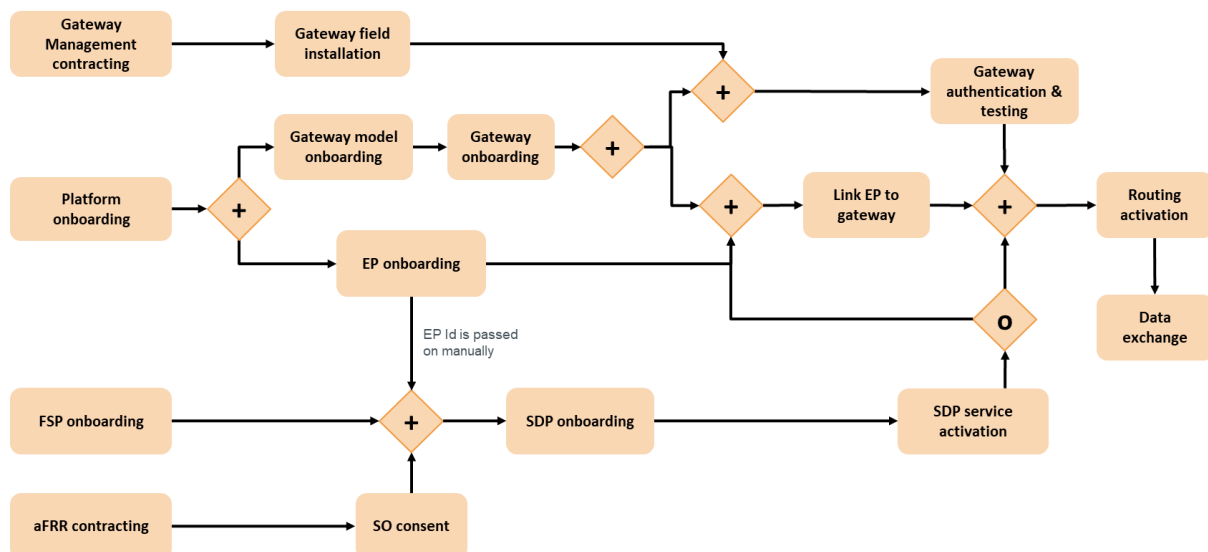 Gateway
Management
contracting
Gateway field
installation
+
Gateway
authentication &
testing
Gateway model
onboarding
Gateway
onboarding
+
Platform
onboarding
+
+
Link EP to
gateway
+
Routing
activation
EP onboarding
EP Id is passed
on manually
O
Data
exchange
FSP onboarding
+
SDP onboarding
SDP service
activation
aFRR contracting
SO consent